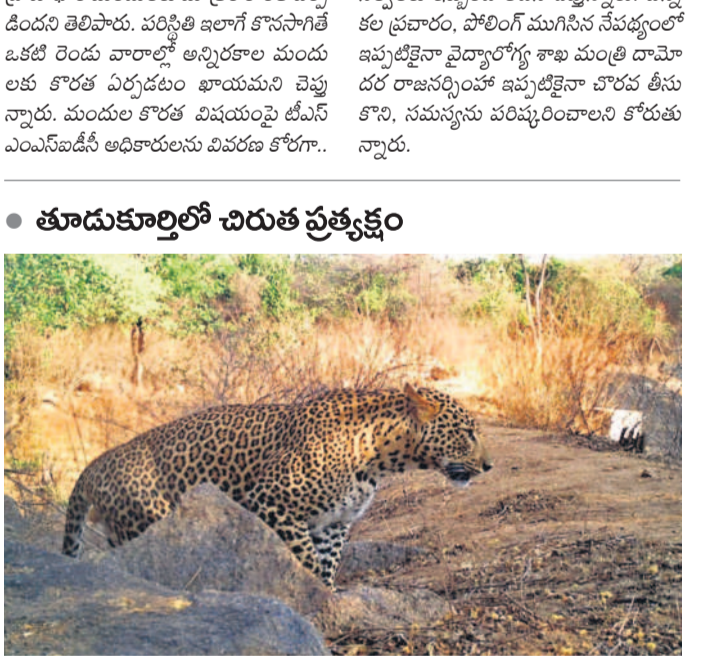 డిందని తెలిపారు. పరిస్థితి ఇలాగే కొనసాగితే
ఒకటి రెండు వారాల్లో అన్నిరకాల మందు
లకు కొరత ఏర్పడటం ఖాయమని చెప్తు
న్నారు. మందుల కొరత విషయంపై టీఎస్
ఎంఎస్ఐడీసీ అధికారులను వివరణ కోరగా..
కల ప్రచారం, పోలింగ్ ముగిసిన నేపథ్యంలో
ఇప్పటికైనా వైద్యారోగ్య శాఖ మంత్రి దామో
దర రాజనర్సింహా ఇప్పటికైనా చొరవ తీసు
కొని, సమస్యను పరిష్కరించాలని కోరుతు
న్నారు.
తూడుకూర్తిలో చిరుత ప్రత్యక్షం